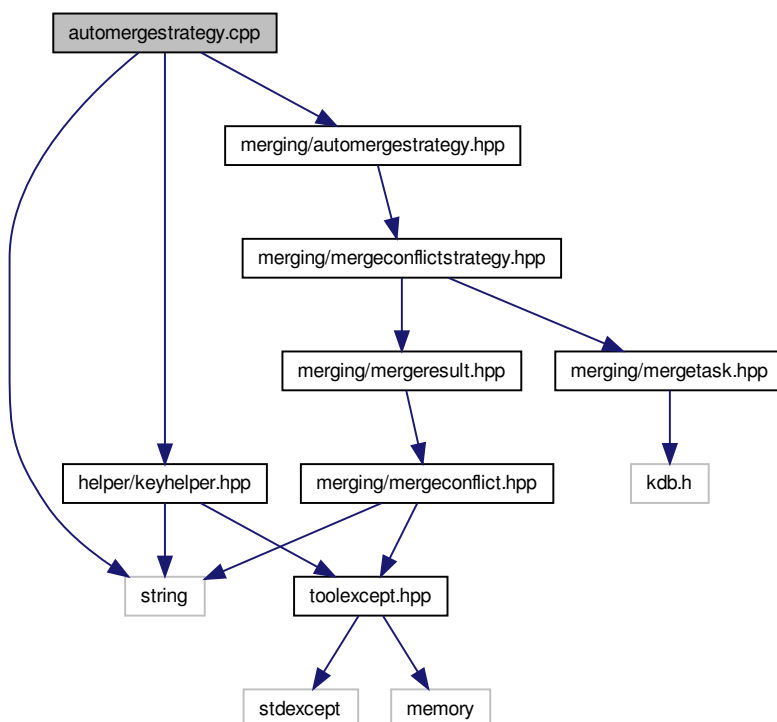 automergestrategy.cpp
merging/automergestrategy.hpp
merging/mergeconflictstrategy.hpp
merging/mergeresult.hpp
merging/mergetask.hpp
helper/keyhelper.hpp
merging/mergeconflict.hpp
kdb.h
string
toolexcept.hpp
stdexcept
memory